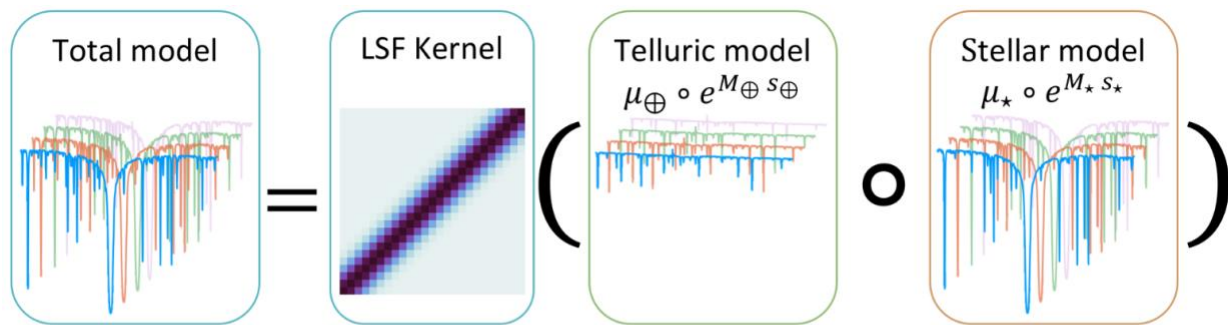 Total model
=
LSF Kernel
(
Telluric model
μ⊕ ∘ e^{M⊕ s⊕}
∘
Stellar model
μ⋆ ∘ e^{M⋆ s⋆}
)